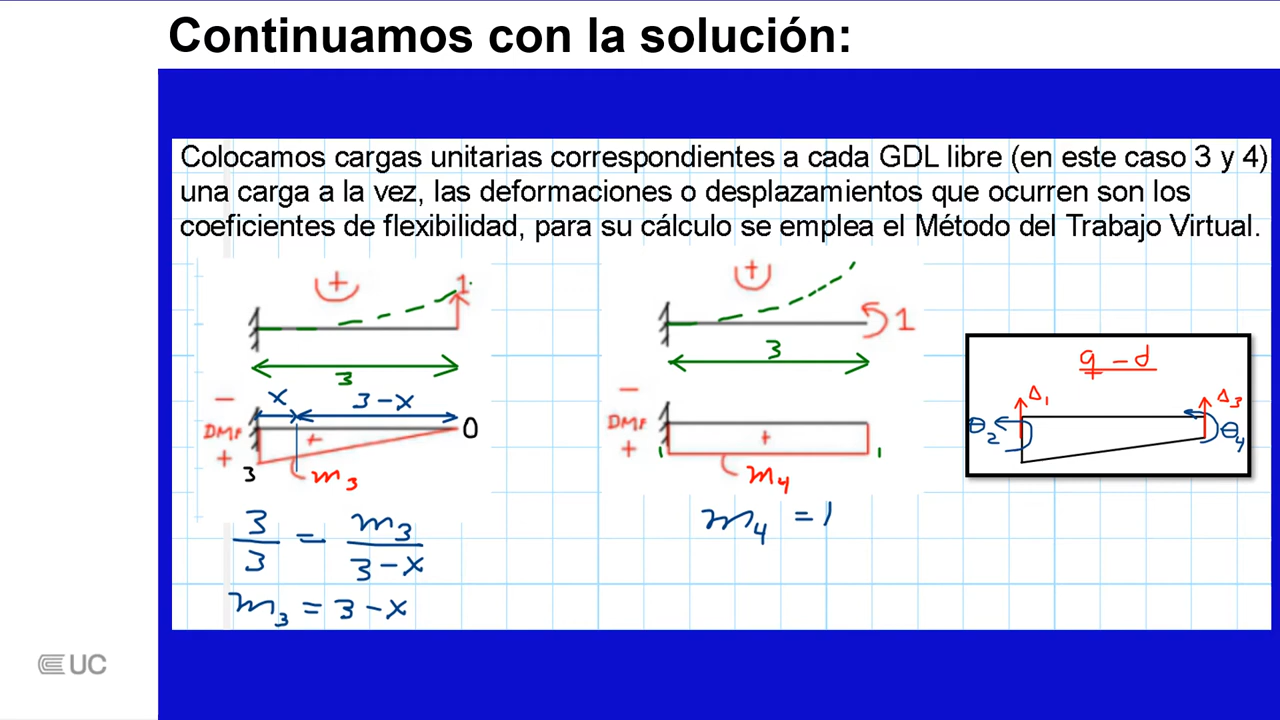 Continuamos con la solución:
Colocamos cargas unitarias correspondientes a cada GDL libre (en este caso 3 y 4)
una carga a la vez, las deformaciones o desplazamientos que ocurren son los
coeficientes de flexibilidad, para su cálculo se emplea el Método del Trabajo Virtual.
+
1
3
x
3-x
-
DMF
+
+
0
3
m₃
3/3 = m₃/(3-x)
m₃ = 3-x
+
1
3
-
DMF
+
+
1
1
m₄
m₄ = 1
q - d
Δ₁
Δ₃
θ₂
θ₄
UC